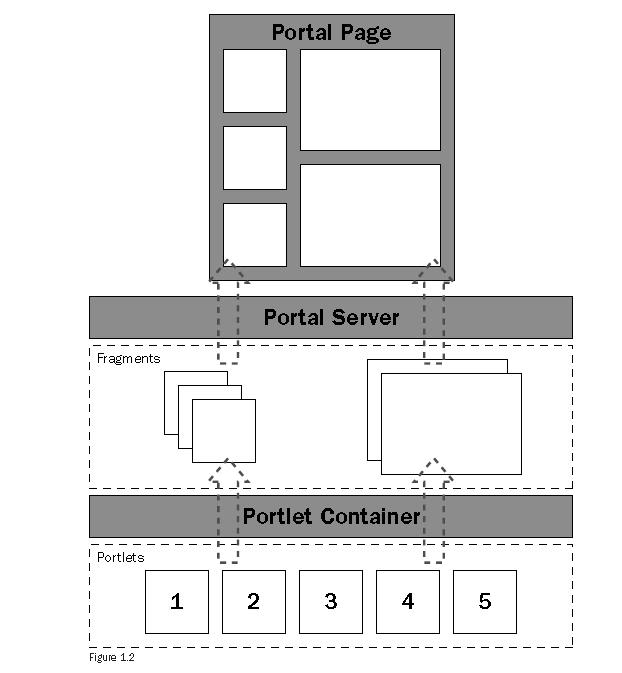 Portal Page
Portal Server
Fragments
Portlet Container
Portlets
1 2 3 4 5
Figure 1.2